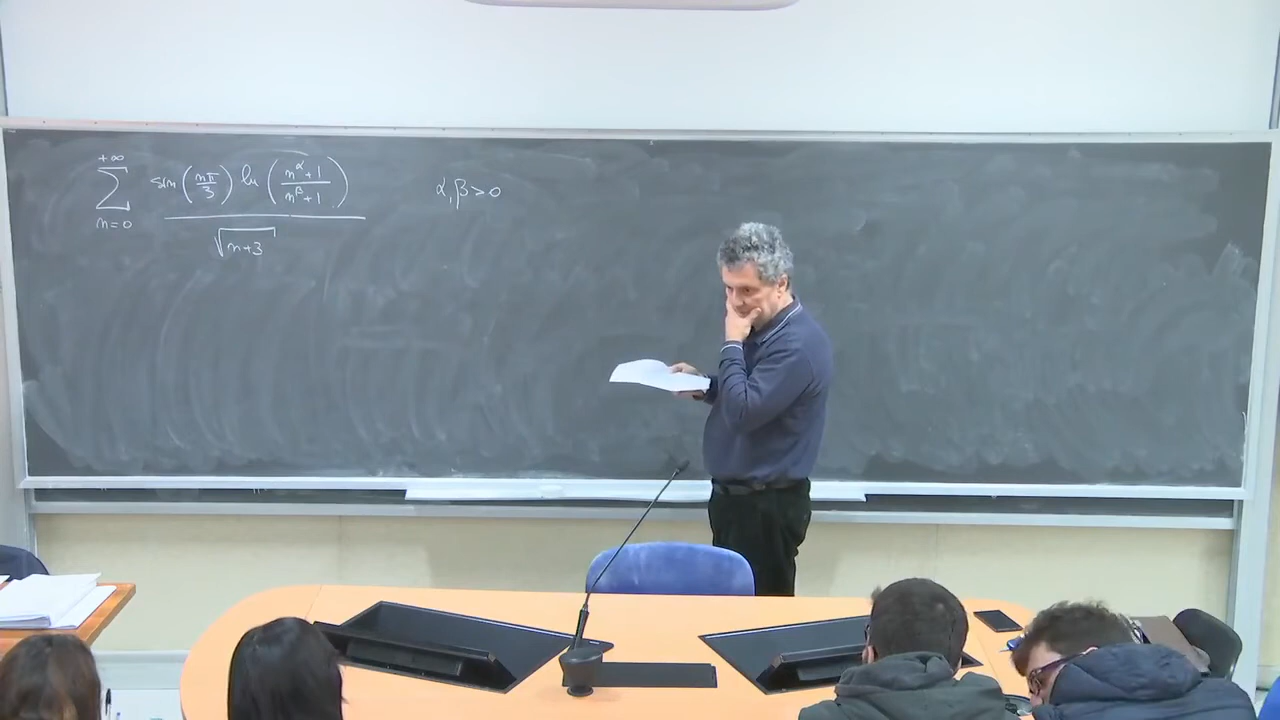 +∞ ∑ n=0 sin(nπ/3) ln((n^α+1)/(n^β+1)) / √(n+3) α,β>0